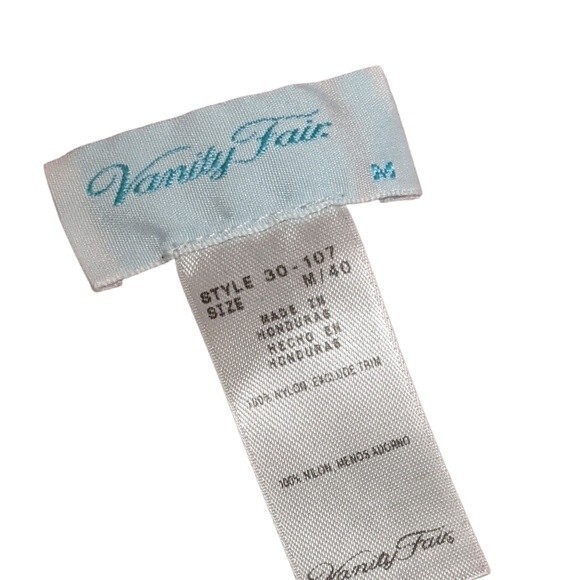 Vanity Fair
M
STYLE 30-107
SIZE M/40
MADE IN
HONDURAS
HECHO EN
HONDURAS
100% NYLON, EXCLUDE TRIM
100% NILON, MENOS ADORNO
Vanity Fair